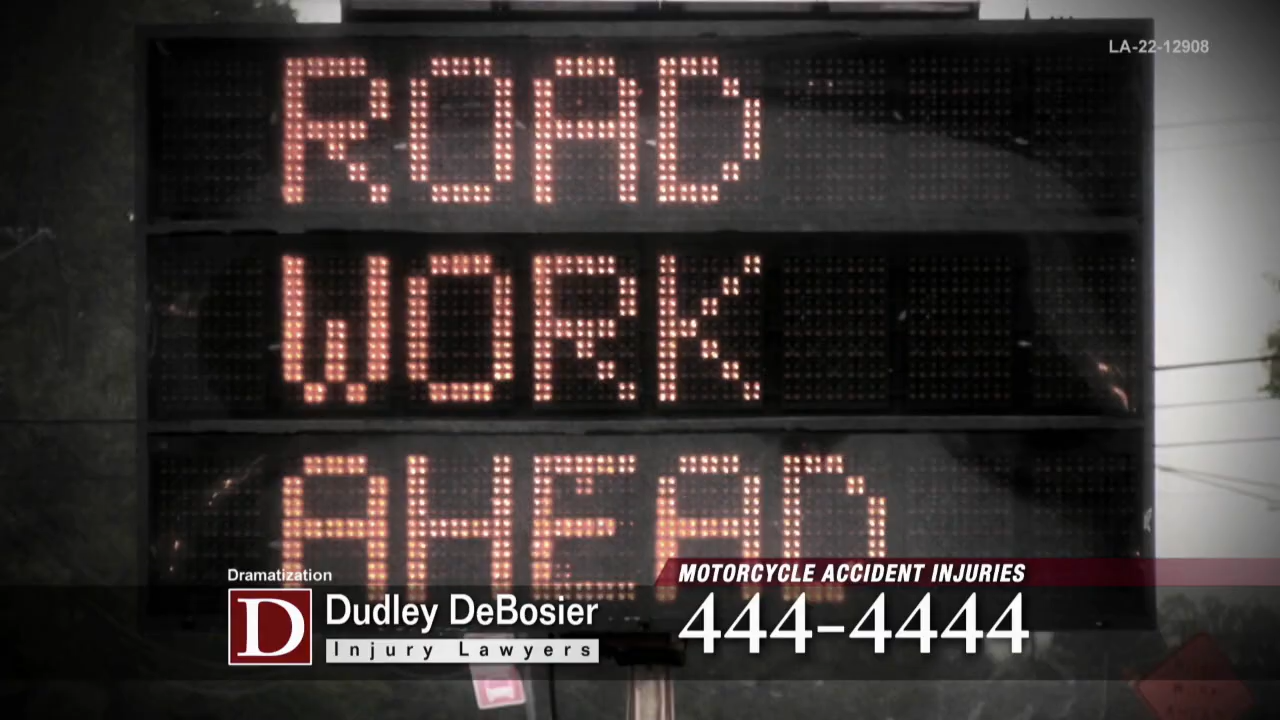 LA-22-12908
ROAD
WORK
AHEAD
Dramatization
D
Dudley DeBosier
Injury Lawyers
MOTORCYCLE ACCIDENT INJURIES
444-4444